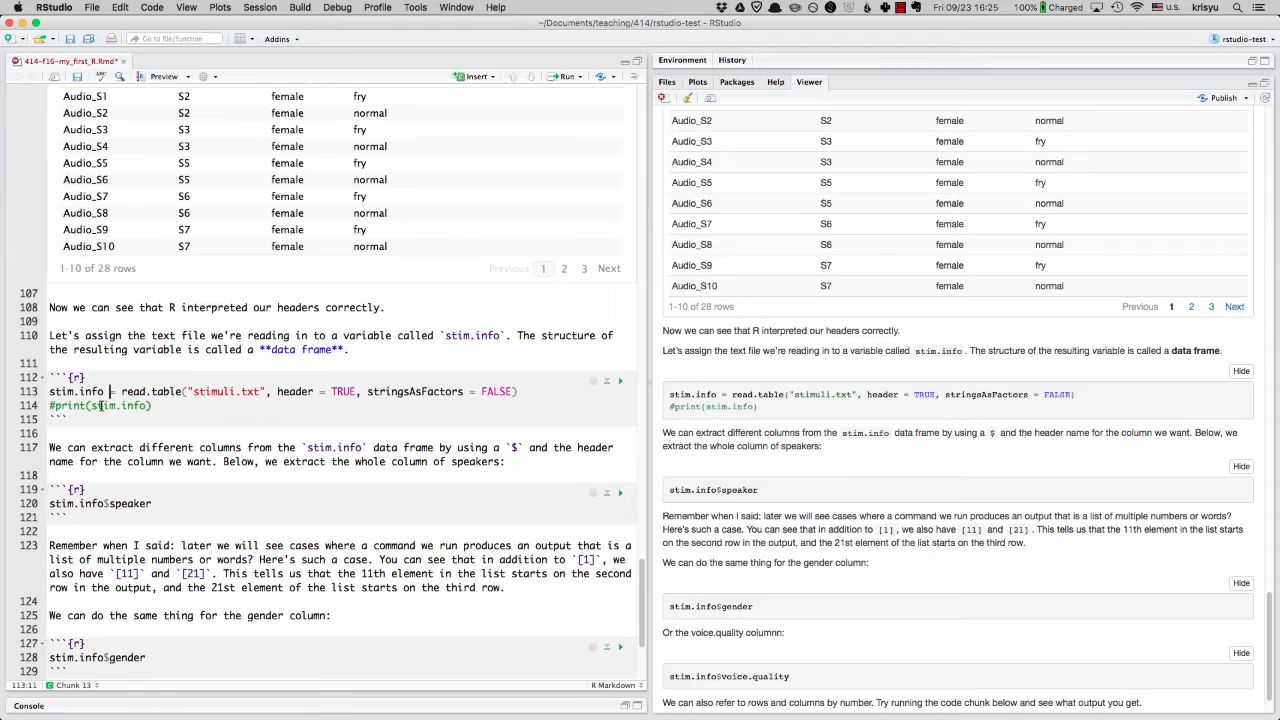 RStudio File Edit Code View Plots Session Build Debug Profile Tools Window Help 100% Charged Fri 09/23 16:25 krisyu
~/Documents/teaching/414/rstudio-test - RStudio
Go to file/function Addins rstudio-test
414-f16-my_first_R.Rmd*
Preview Insert Run
Audio_S1 S2 female fry
Audio_S2 S2 female normal
Audio_S3 S3 female fry
Audio_S4 S3 female normal
Audio_S5 S5 female fry
Audio_S6 S5 female normal
Audio_S7 S6 female fry
Audio_S8 S6 female normal
Audio_S9 S7 female fry
Audio_S10 S7 female normal
1-10 of 28 rows Previous 1 2 3 Next
107
108 Now we can see that R interpreted our headers correctly.
109
110 Let's assign the text file we're reading in to a variable called `stim.info`. The structure of
the resulting variable is called a **data frame**.
111
112 ```{r}
113 stim.info = read.table("stimuli.txt", header = TRUE, stringsAsFactors = FALSE)
114 #print(stim.info)
115 ```
116
117 We can extract different columns from the `stim.info` data frame by using a `$` and the header
name for the column we want. Below, we extract the whole column of speakers:
118
119 ```{r}
120 stim.info$speaker
121 ```
122
123 Remember when I said: later we will see cases where a command we run produces an output that is a
list of multiple numbers or words? Here's such a case. You can see that in addition to `[1]`, we
also have `[11]` and `[21]`. This tells us that the 11th element in the list starts on the second
row in the output, and the 21st element of the list starts on the third row.
124
125 We can do the same thing for the gender column:
126
127 ```{r}
128 stim.info$gender
129 ```
113:11 Chunk 13 R Markdown
Console
Environment History
Files Plots Packages Help Viewer
Publish
Audio_S2 S2 female normal
Audio_S3 S3 female fry
Audio_S4 S3 female normal
Audio_S5 S5 female fry
Audio_S6 S5 female normal
Audio_S7 S6 female fry
Audio_S8 S6 female normal
Audio_S9 S7 female fry
Audio_S10 S7 female normal
1-10 of 28 rows Previous 1 2 3 Next
Now we can see that R interpreted our headers correctly.
Let's assign the text file we're reading in to a variable called stim.info. The structure of the resulting variable is called a data frame.
Hide
stim.info = read.table("stimuli.txt", header = TRUE, stringsAsFactors = FALSE)
#print(stim.info)
We can extract different columns from the stim.info data frame by using a $ and the header name for the column we want. Below, we
extract the whole column of speakers:
Hide
stim.info$speaker
Remember when I said: later we will see cases where a command we run produces an output that is a list of multiple numbers or words?
Here's such a case. You can see that in addition to [1], we also have [11] and [21]. This tells us that the 11th element in the list starts
on the second row in the output, and the 21st element of the list starts on the third row.
We can do the same thing for the gender column:
Hide
stim.info$gender
Or the voice.quality columnn:
Hide
stim.info$voice.quality
We can also refer to rows and columns by number. Try running the code chunk below and see what output you get.